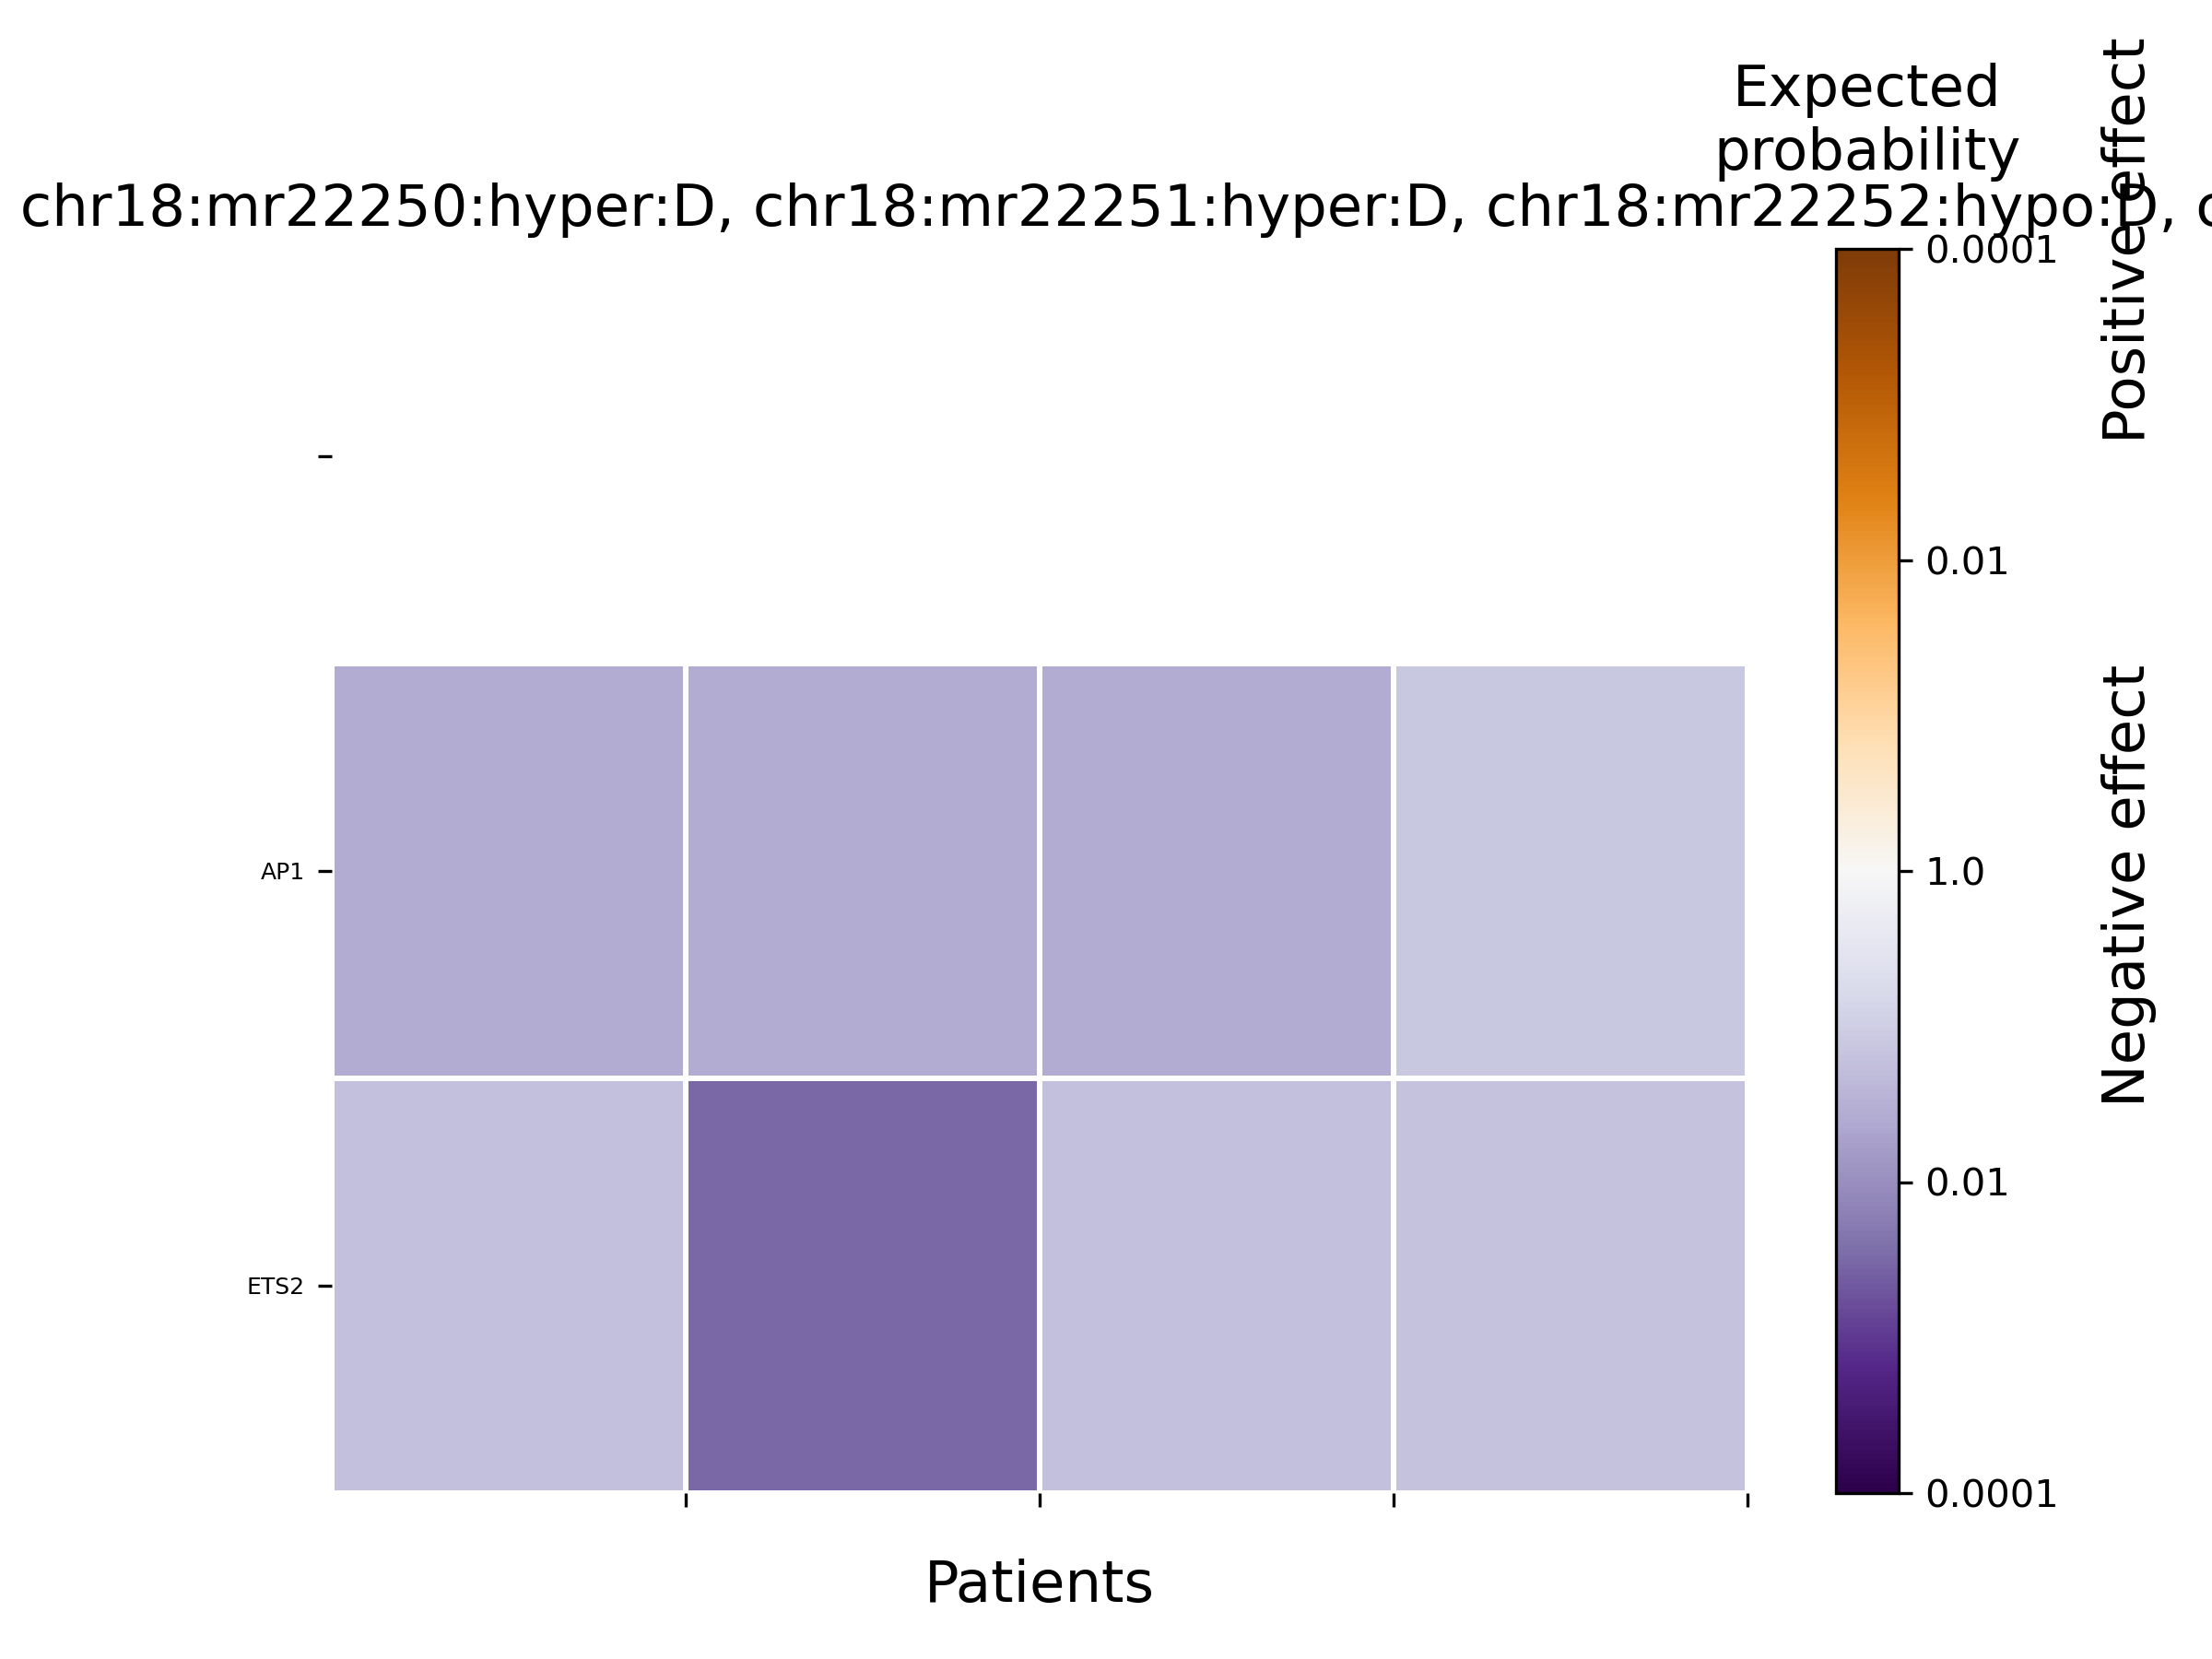 Expected
probability
chr18:mr22250:hyper:D, chr18:mr22251:hyper:D, chr18:mr22252:hypo:D,
0.0001
0.01
1.0
0.01
0.0001
Positive effect
Negative effect
AP1
ETS2
Patients